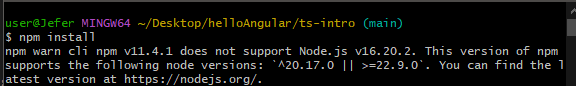 user@Jefer MINGW64 ~/Desktop/helloAngular/ts-intro (main)
$ npm install
npm warn cli npm v11.4.1 does not support Node.js v16.20.2. This version of npm
supports the following node versions: `^20.17.0 || >=22.9.0`. You can find the l
atest version at https://nodejs.org/.